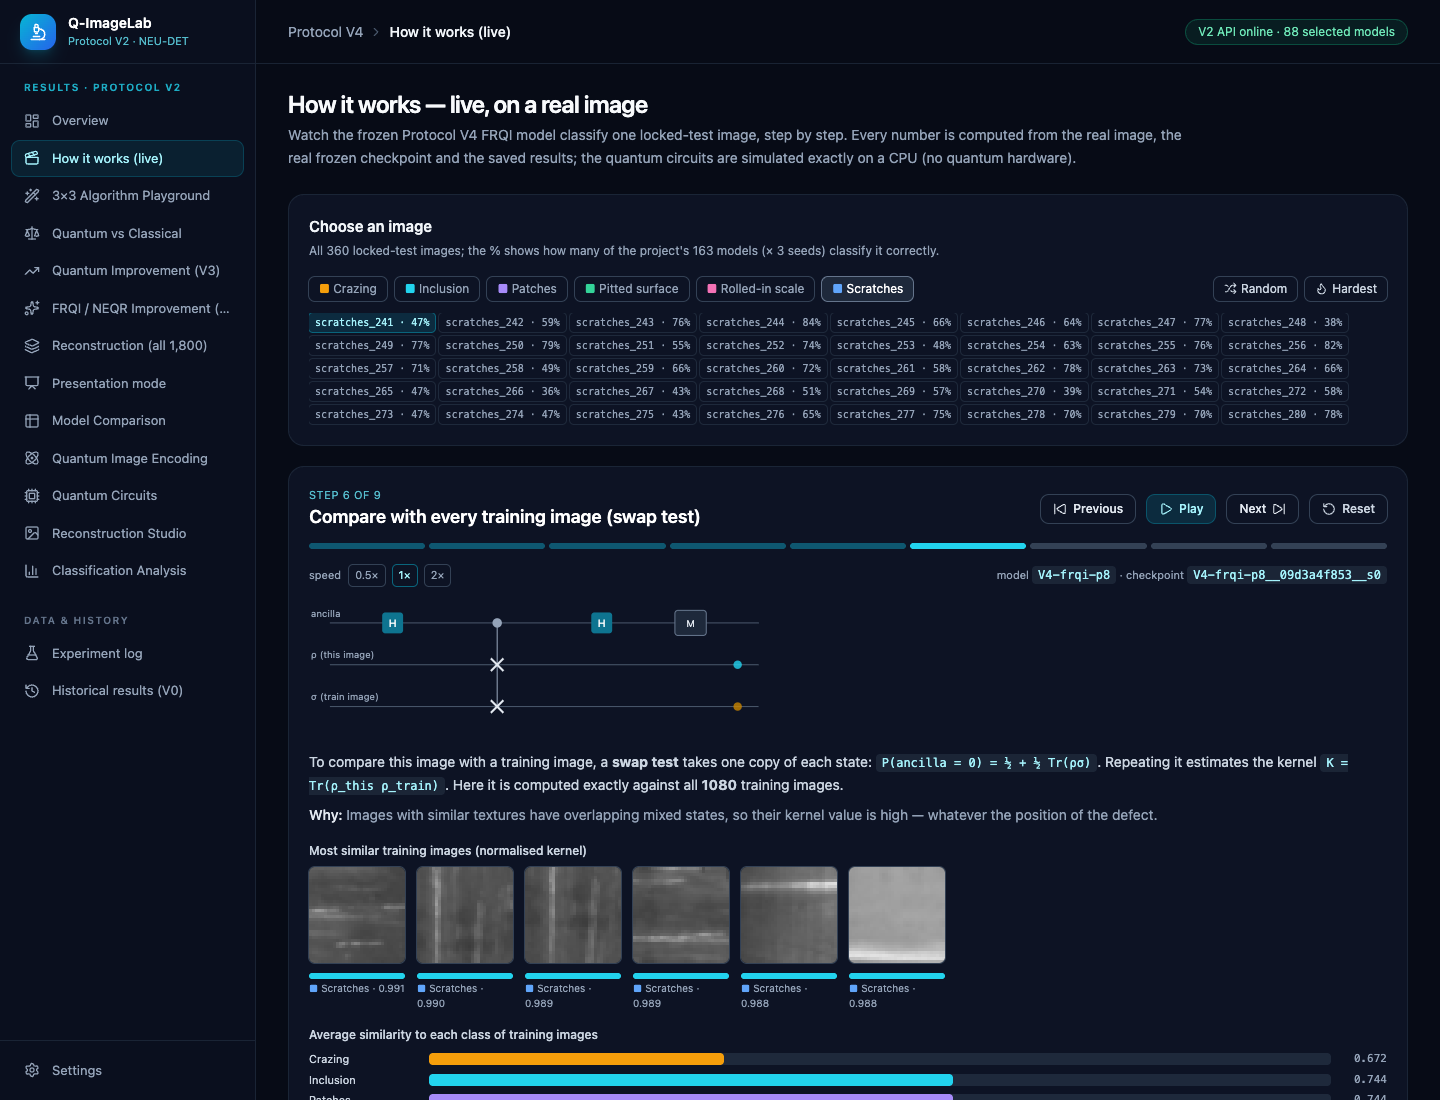 Q-ImageLab
Protocol V2 · NEU-DET
RESULTS · PROTOCOL V2
Overview
How it works (live)
3×3 Algorithm Playground
Quantum vs Classical
Quantum Improvement (V3)
FRQI / NEQR Improvement (...
Reconstruction (all 1,800)
Presentation mode
Model Comparison
Quantum Image Encoding
Quantum Circuits
Reconstruction Studio
Classification Analysis
DATA & HISTORY
Experiment log
Historical results (V0)
Settings
Protocol V4 > How it works (live)
V2 API online · 88 selected models
How it works — live, on a real image
Watch the frozen Protocol V4 FRQI model classify one locked-test image, step by step. Every number is computed from the real image, the
real frozen checkpoint and the saved results; the quantum circuits are simulated exactly on a CPU (no quantum hardware).
Choose an image
All 360 locked-test images; the % shows how many of the project's 163 models (× 3 seeds) classify it correctly.
Crazing Inclusion Patches Pitted surface Rolled-in scale Scratches Random Hardest
scratches_241 · 47% scratches_242 · 59% scratches_243 · 76% scratches_244 · 84% scratches_245 · 66% scratches_246 · 64% scratches_247 · 77% scratches_248 · 38%
scratches_249 · 77% scratches_250 · 79% scratches_251 · 55% scratches_252 · 74% scratches_253 · 48% scratches_254 · 63% scratches_255 · 76% scratches_256 · 82%
scratches_257 · 71% scratches_258 · 49% scratches_259 · 66% scratches_260 · 72% scratches_261 · 58% scratches_262 · 78% scratches_263 · 73% scratches_264 · 66%
scratches_265 · 47% scratches_266 · 36% scratches_267 · 43% scratches_268 · 51% scratches_269 · 57% scratches_270 · 39% scratches_271 · 54% scratches_272 · 58%
scratches_273 · 47% scratches_274 · 47% scratches_275 · 43% scratches_276 · 65% scratches_277 · 75% scratches_278 · 70% scratches_279 · 70% scratches_280 · 78%
STEP 6 OF 9
Compare with every training image (swap test)
Previous Play Next Reset
speed 0.5× 1× 2×
model V4-frqi-p8 · checkpoint V4-frqi-p8__09d3a4f853__s0
ancilla
H H M
ρ (this image)
σ (train image)
To compare this image with a training image, a swap test takes one copy of each state: P(ancilla = 0) = ½ + ½ Tr(ρσ). Repeating it estimates the kernel K =
Tr(ρ_this ρ_train). Here it is computed exactly against all 1080 training images.
Why: Images with similar textures have overlapping mixed states, so their kernel value is high — whatever the position of the defect.
Most similar training images (normalised kernel)
Scratches · 0.991
Scratches ·
0.990
Scratches ·
0.989
Scratches ·
0.989
Scratches ·
0.988
Scratches ·
0.988
Average similarity to each class of training images
Crazing 0.672
Inclusion 0.744
Patches 0.744